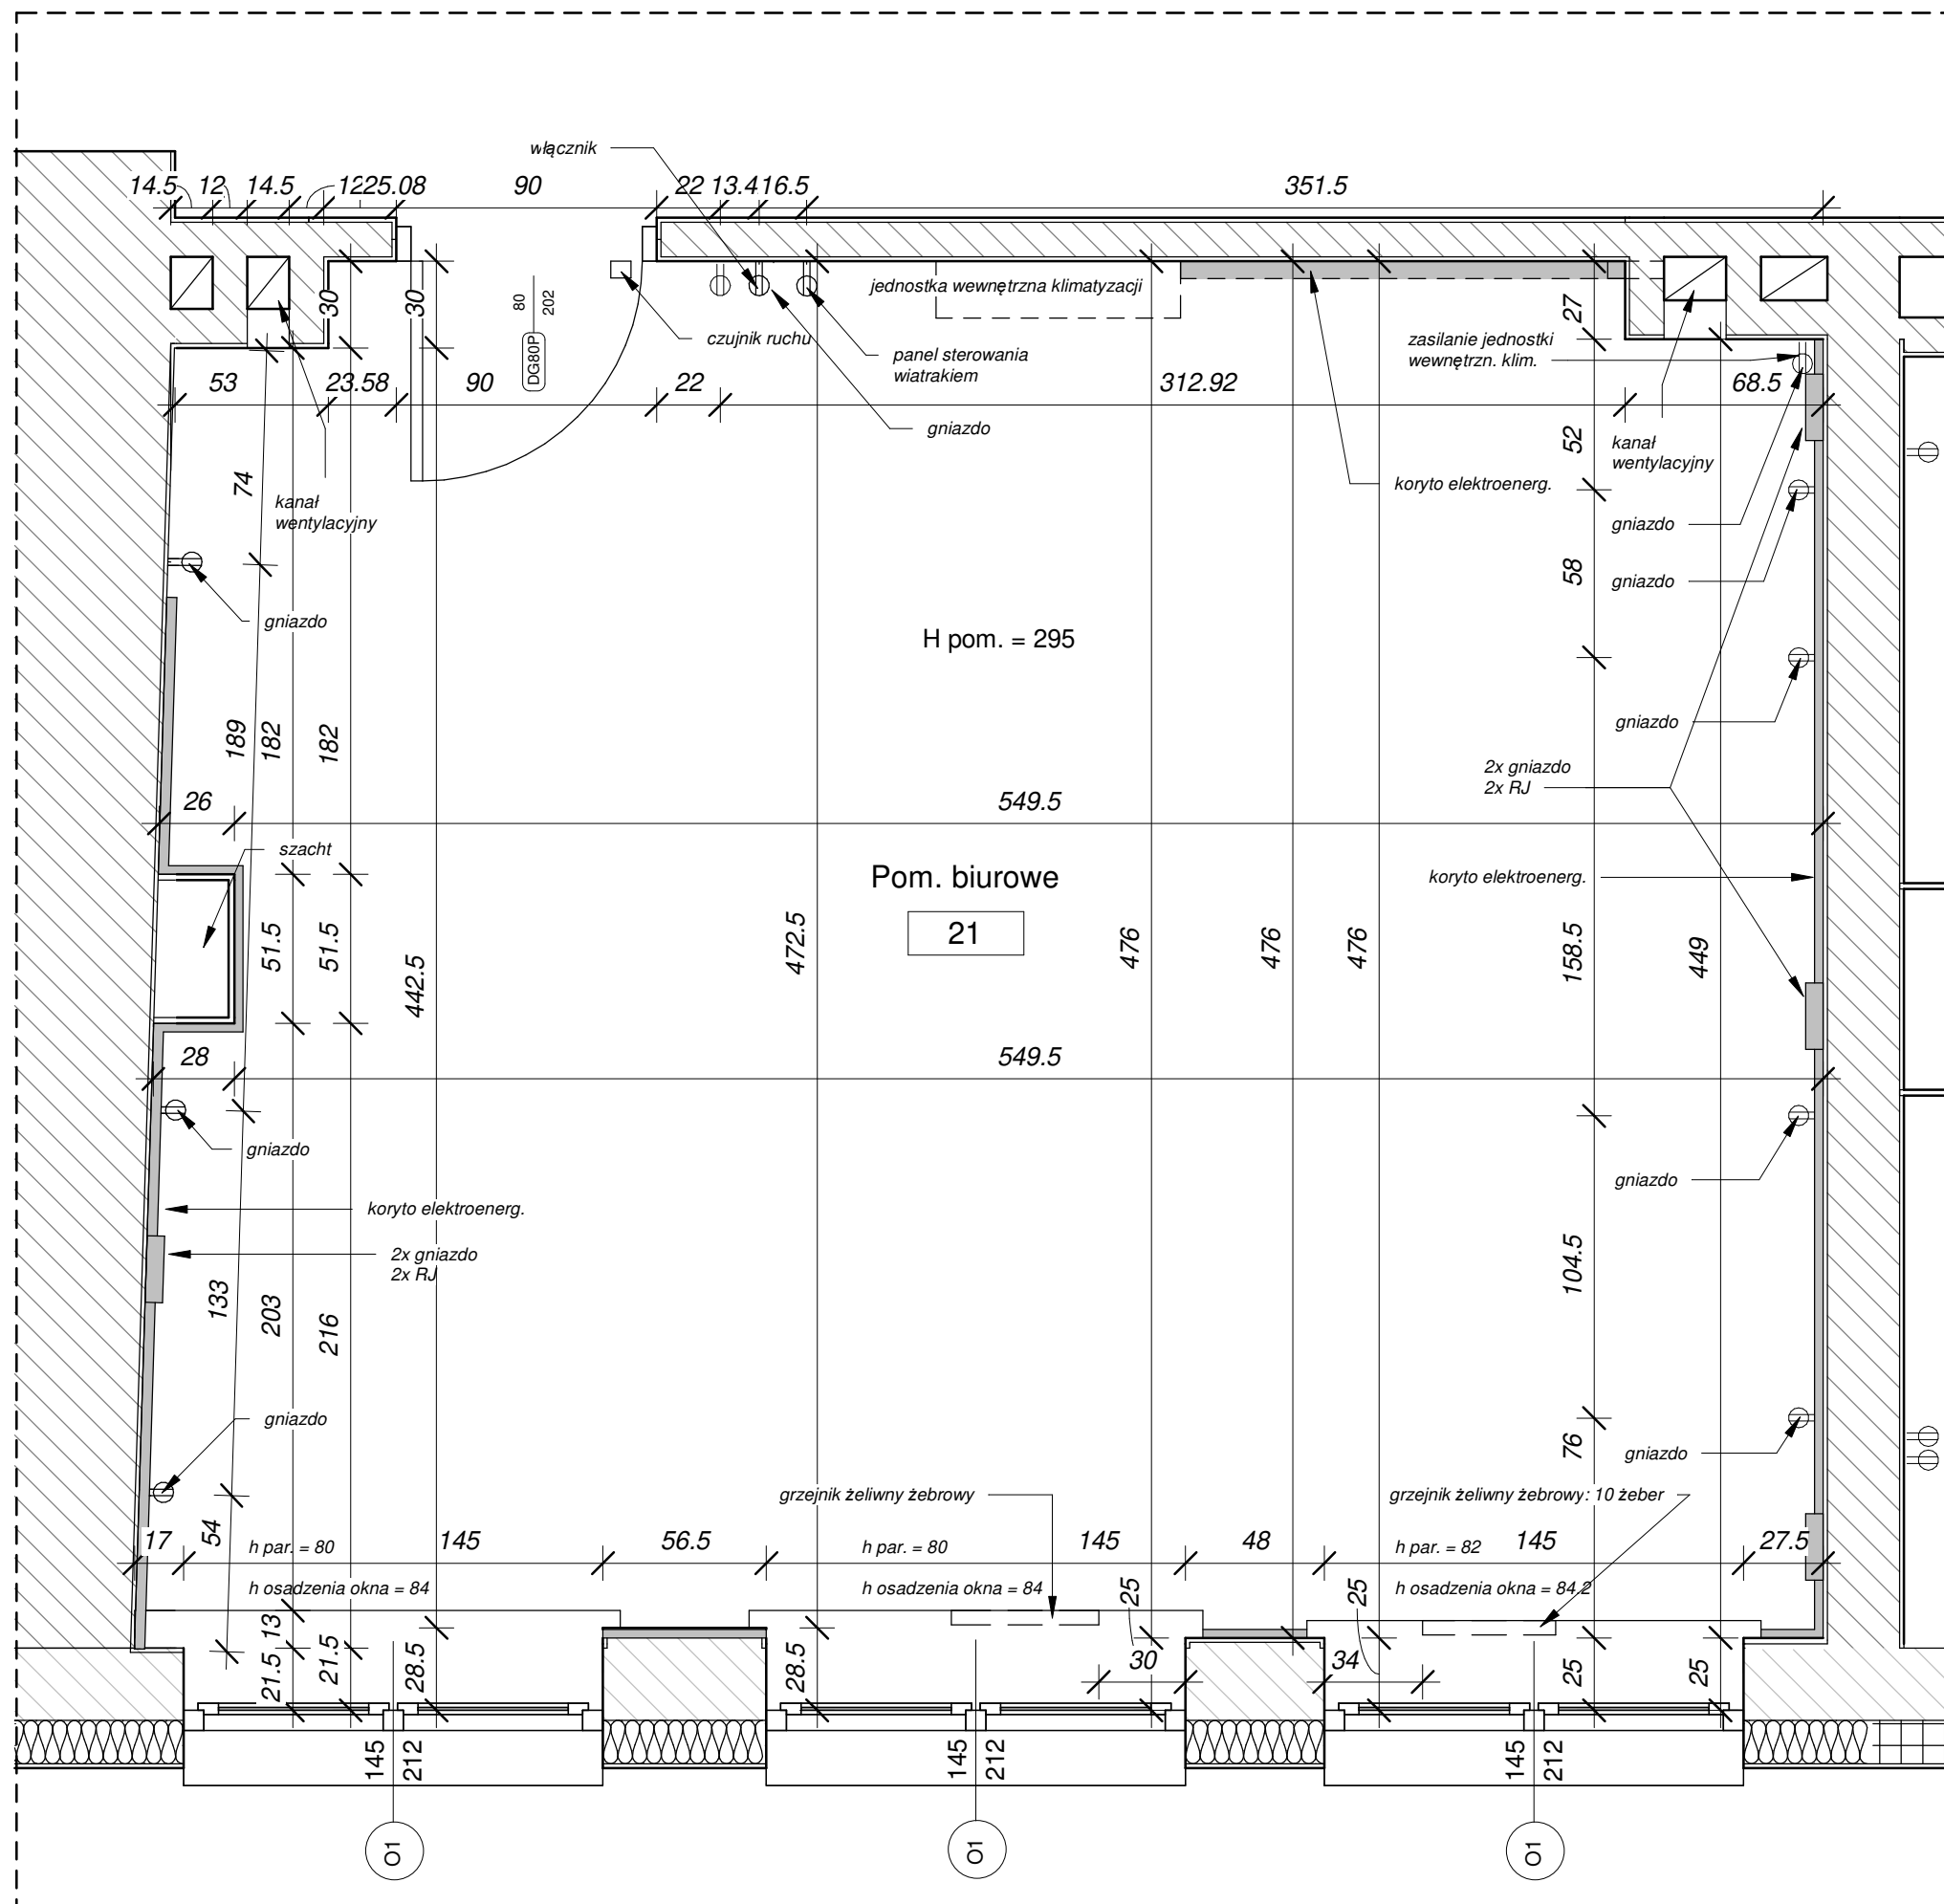 włącznik
14.5 12 14.5 12 25.08 90 22 13.4 16.5 351.5
30 30
80
202
DG80P
czujnik ruchu
jednostka wewnętrzna klimatyzacji
panel sterowania
wiatrakiem
gniazdo
27
zasilanie jednostki
wewnętrzn. klim.
53 23.58 90 22 312.92 68.5
74
52
kanał
wentylacyjny
koryto elektroenerg.
kanał
wentylacyjny
gniazdo
58
gniazdo
gniazdo
H pom. = 295
gniazdo
189 182 182
2x gniazdo
2x RJ
26 549.5
szacht
Pom. biurowe
koryto elektroenerg.
21
51.5 51.5 442.5 472.5 476 476 476 158.5 449
28 549.5
gniazdo
gniazdo
koryto elektroenerg.
2x gniazdo
2x RJ
133 203 216
104.5
gniazdo
76
gniazdo
grzejnik żeliwny żebrowy
grzejnik żeliwny żebrowy: 10 żeber
17 54 h par. = 80 145 56.5 h par. = 80 145 48 h par. = 82 145 27.5
h osadzenia okna = 84
h osadzenia okna = 84
h osadzenia okna = 84.2
13 25 25
21.5 21.5 28.5 28.5 30 34 25 25
145
212
145
212
145
212
O1
O1
O1